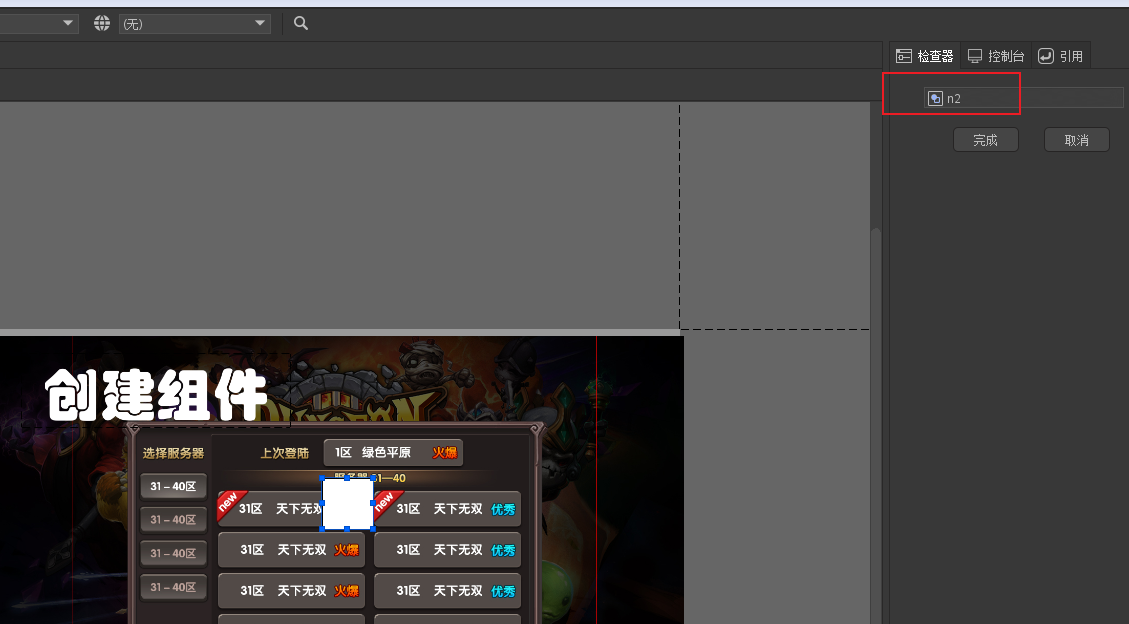 (无)
检查器 控制台 引用
n2
完成 取消
创建组件
选择服务器 上次登陆 1区 绿色平原 火爆
31-40区
new 31区 天下无双 new 31区 天下无双 优秀
31-40区
31区 天下无双 火爆 31区 天下无双 优秀
31-40区
31区 天下无双 火爆 31区 天下无双 优秀
31-40区